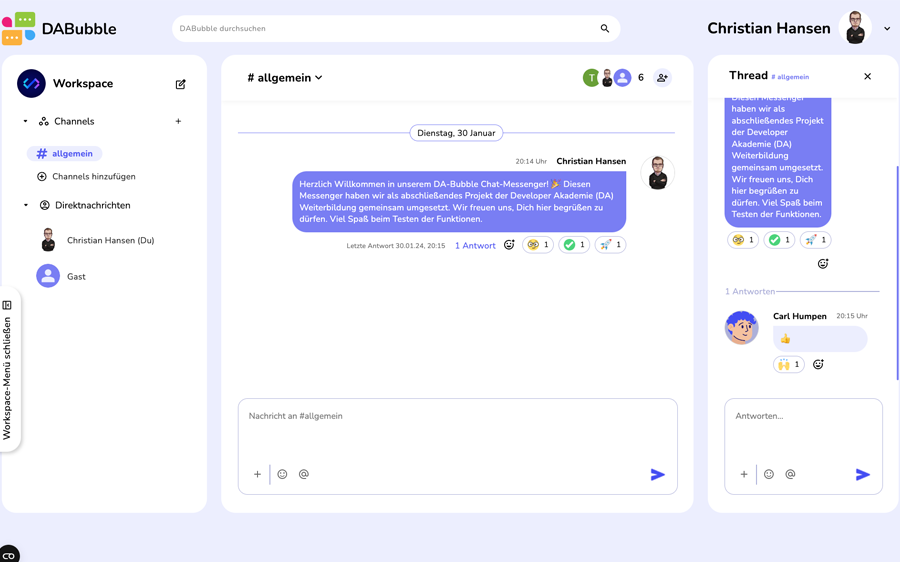 DABubble
DABubble durchsuchen
Christian Hansen
Workspace
Channels
+
# allgemein
Channels hinzufügen
Direktnachrichten
Christian Hansen (Du)
Gast
Workspace-Menü schließen
# allgemein
T
6
Dienstag, 30 Januar
20:14 Uhr Christian Hansen
Herzlich Willkommen in unserem DA-Bubble Chat-Messenger! 🎉 Diesen
Messenger haben wir als abschließendes Projekt der Developer Akademie (DA)
Weiterbildung gemeinsam umgesetzt. Wir freuen uns, Dich hier begrüßen zu
dürfen. Viel Spaß beim Testen der Funktionen.
Letzte Antwort 30.01.24, 20:15 1 Antwort 🤓 1 ✅ 1 🚀 1
Nachricht an #allgemein
+ @
Thread # allgemein
Diesen Messenger
haben wir als
abschließendes Projekt
der Developer
Akademie (DA)
Weiterbildung
gemeinsam umgesetzt.
Wir freuen uns, Dich
hier begrüßen zu
dürfen. Viel Spaß beim
Testen der Funktionen.
🤓 1 ✅ 1 🚀 1
1 Antworten
Carl Humpen 20:15 Uhr
👍
🙌 1
Antworten...
+ @